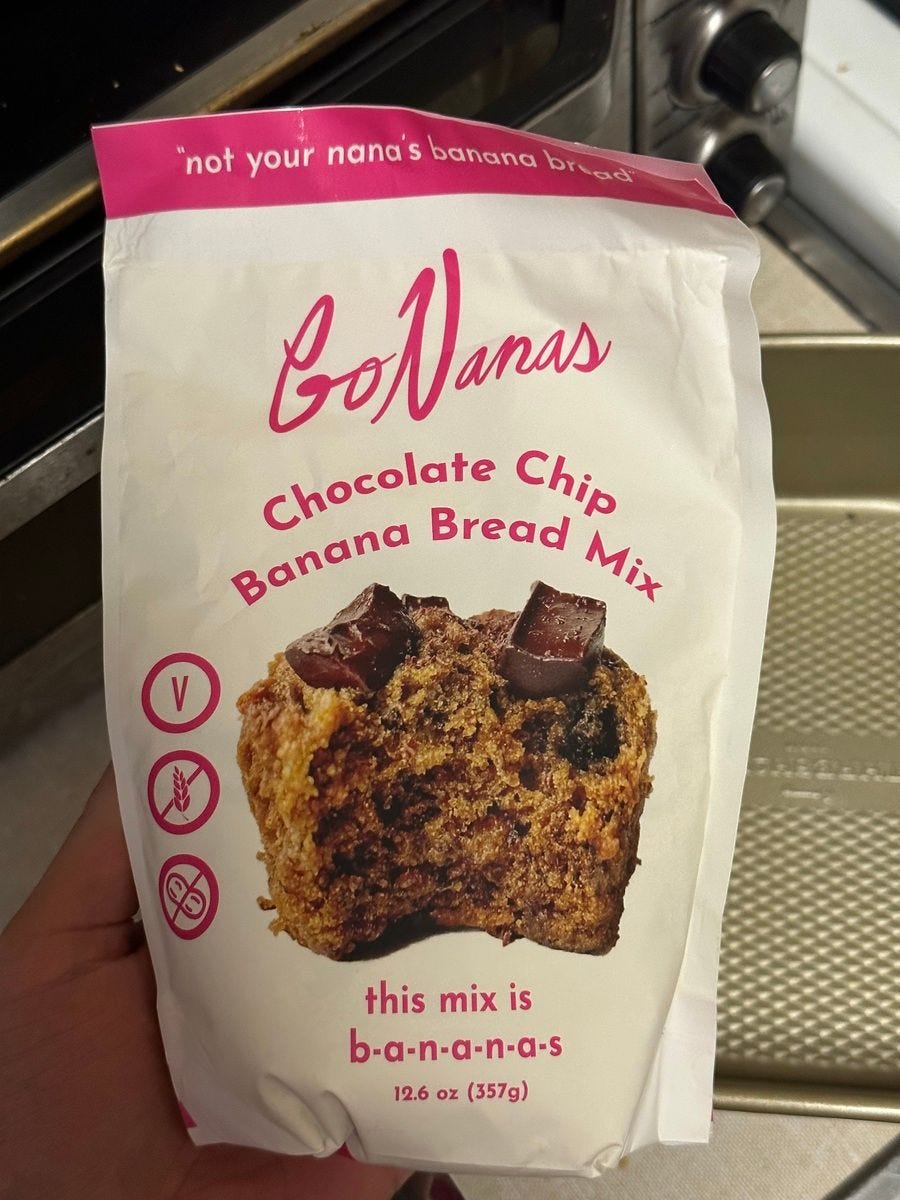 "not your nana's banana bread"
GoNanas
Chocolate Chip
Banana Bread Mix
V
this mix is
b-a-n-a-n-a-s
12.6 oz (357g)